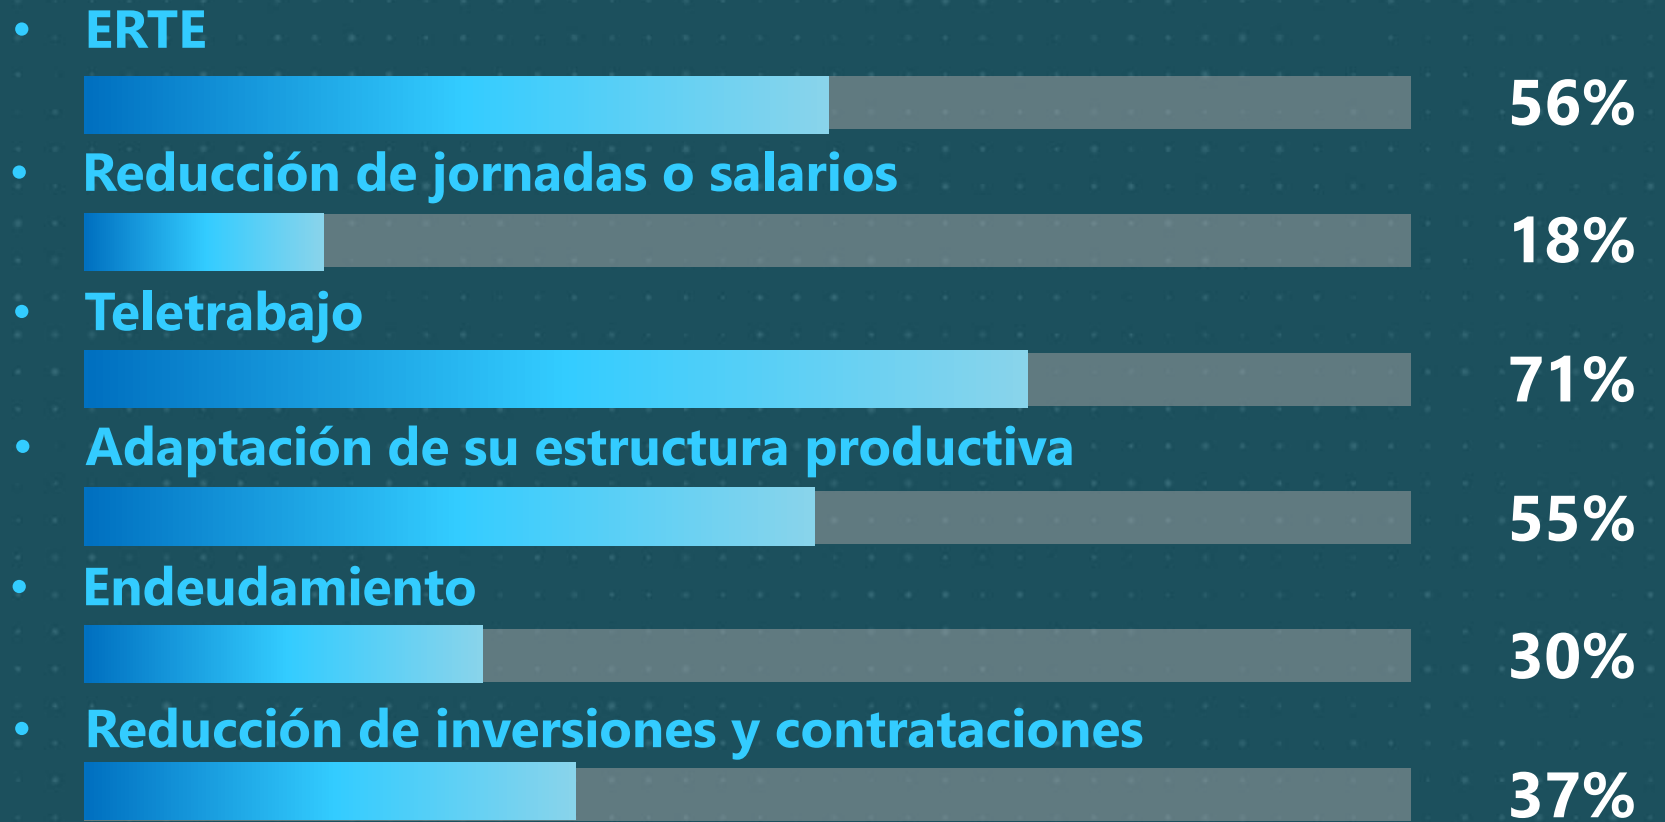 • ERTE
56%
• Reducción de jornadas o salarios
18%
• Teletrabajo
71%
• Adaptación de su estructura productiva
55%
• Endeudamiento
30%
• Reducción de inversiones y contrataciones
37%